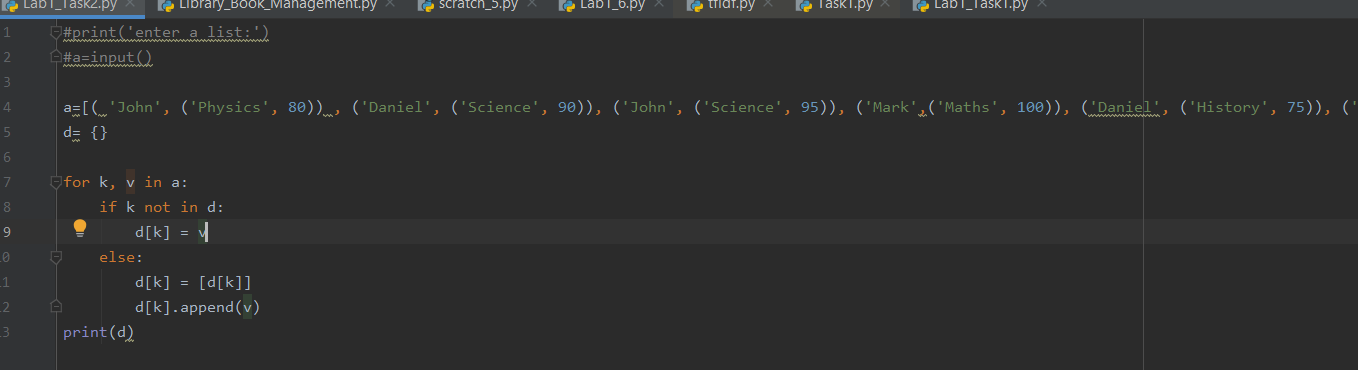 Lab1_Task2.py Library_Book_Management.py scratch_5.py Lab1_6.py tfidf.py Task1.py Lab1_Task1.py
1 #print('enter a list:')
2 #a=input()
3
4 a=[( 'John', ('Physics', 80)) , ('Daniel', ('Science', 90)), ('John', ('Science', 95)), ('Mark',('Maths', 100)), ('Daniel', ('History', 75)), ('
5 d= {}
6
7 for k, v in a:
8 if k not in d:
9 d[k] = v
0 else:
1 d[k] = [d[k]]
2 d[k].append(v)
3 print(d)